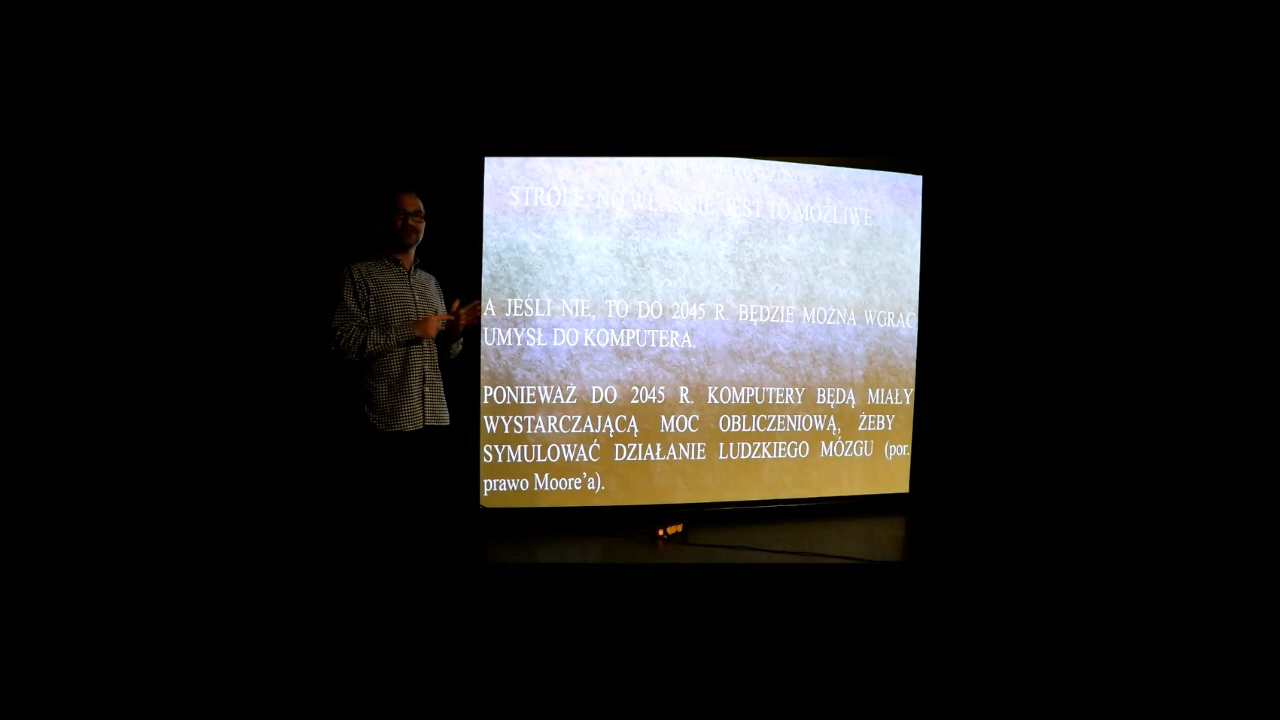 NO WŁAŚNIE JEST TO MOŻLIWE
A JEŚLI NIE, TO DO 2045 R. BĘDZIE MOŻNA WGRAĆ
UMYSŁ DO KOMPUTERA.
PONIEWAŻ DO 2045 R. KOMPUTERY BĘDĄ MIAŁY
WYSTARCZAJĄCĄ MOC OBLICZENIOWĄ, ŻEBY
SYMULOWAĆ DZIAŁANIE LUDZKIEGO MÓZGU (por.
prawo Moore’a).